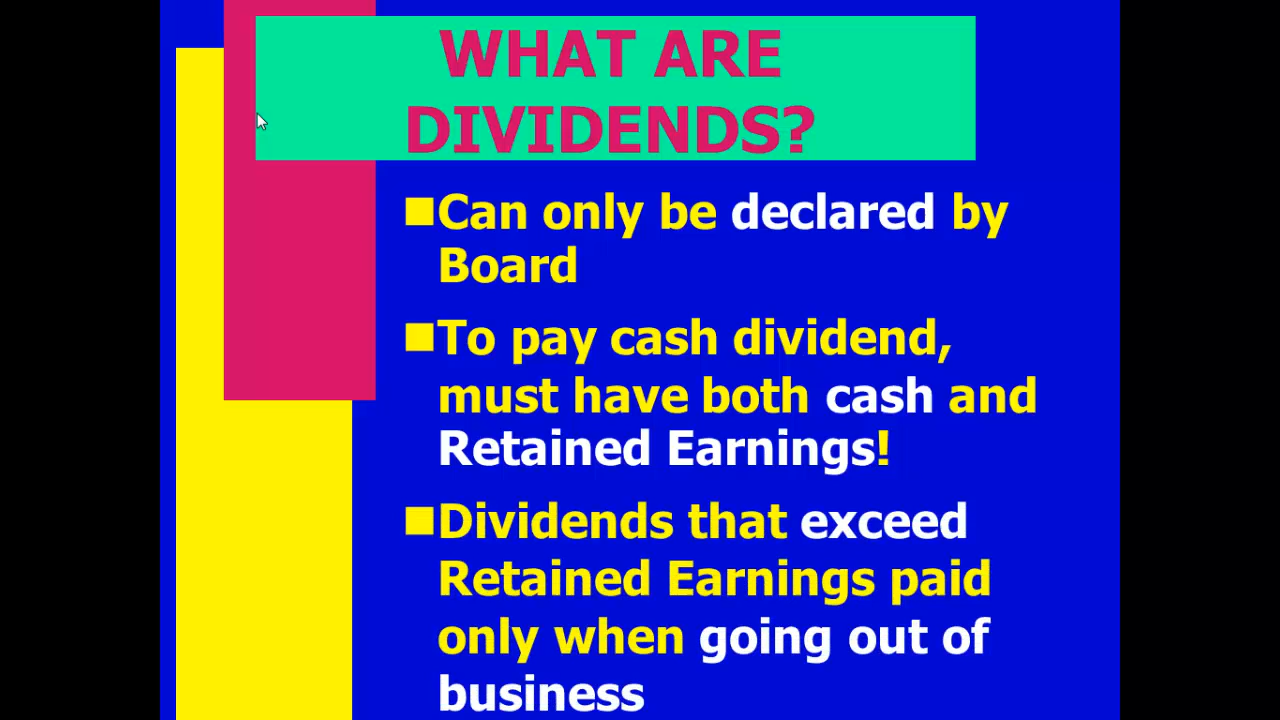 WHAT ARE
DIVIDENDS?
Can only be declared by
Board
To pay cash dividend,
must have both cash and
Retained Earnings!
Dividends that exceed
Retained Earnings paid
only when going out of
business